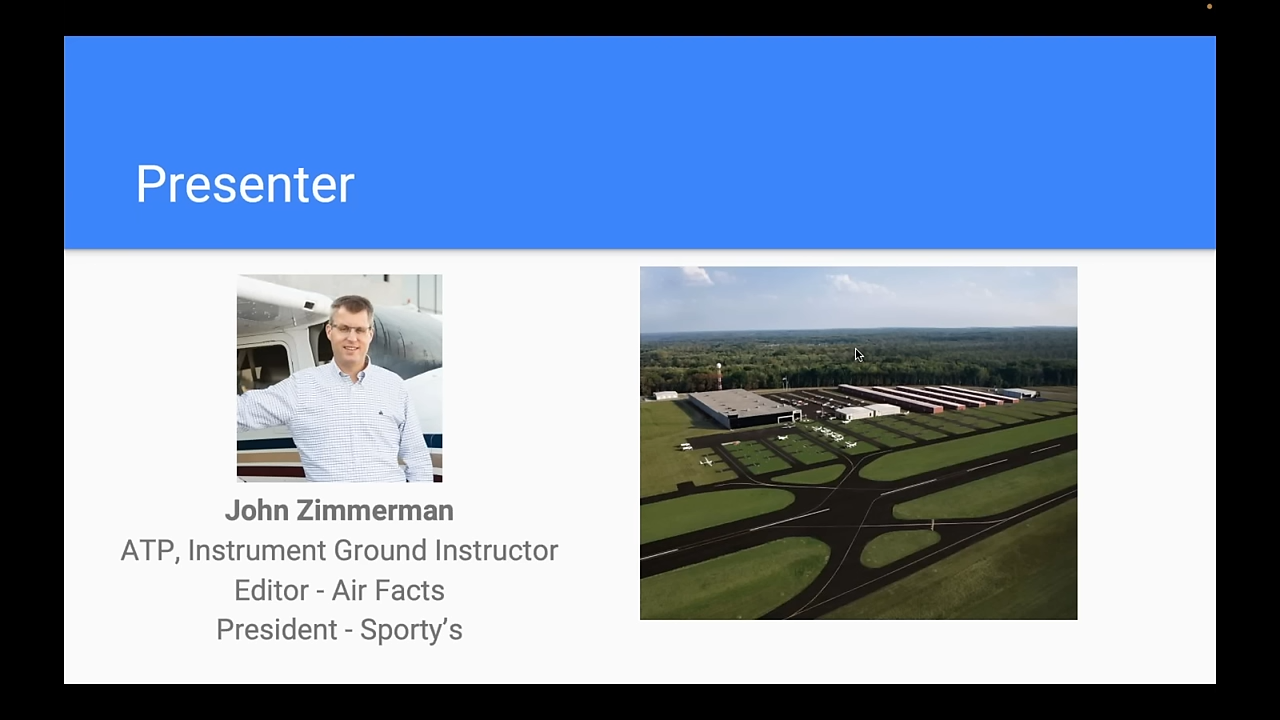 Presenter
John Zimmerman
ATP, Instrument Ground Instructor
Editor - Air Facts
President - Sporty’s